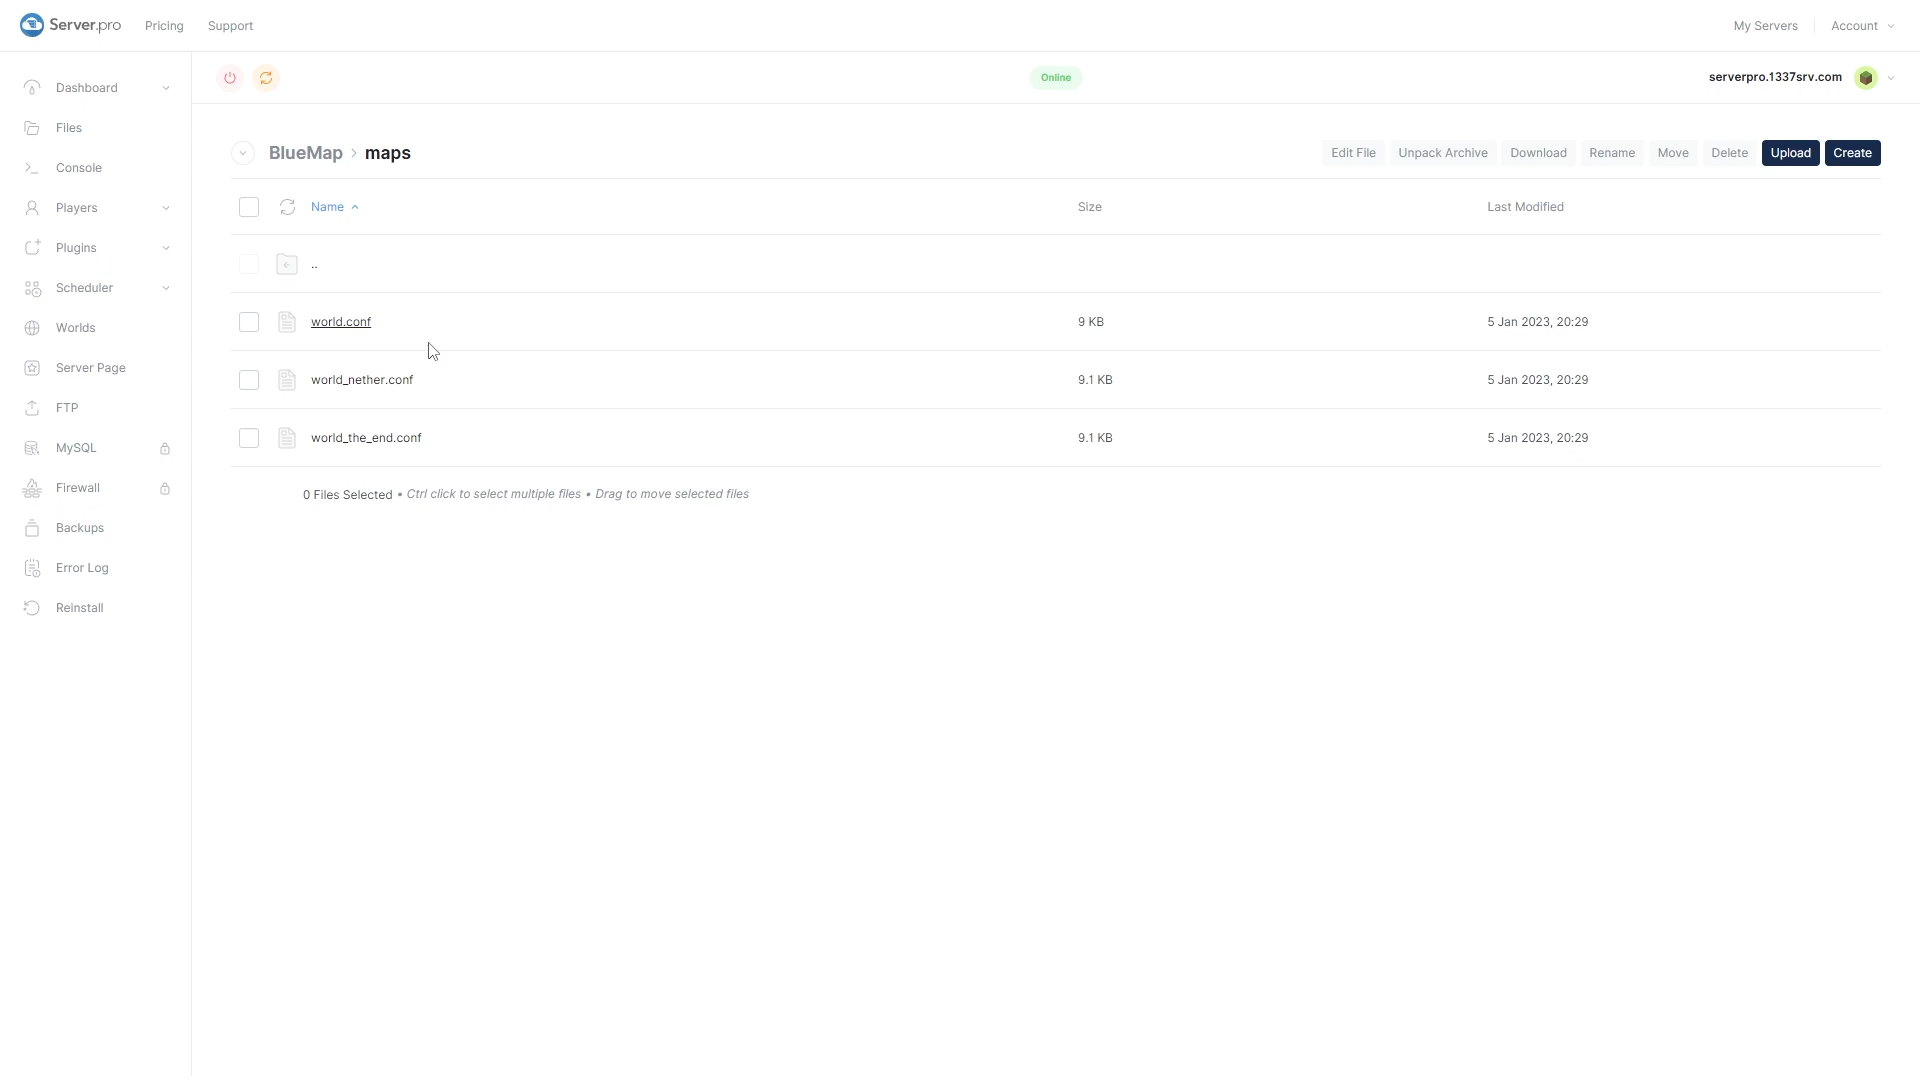 Server.pro
Pricing
Support
My Servers
Account
Dashboard
Files
Console
Players
Plugins
Scheduler
Worlds
Server Page
FTP
MySQL
Firewall
Backups
Error Log
Reinstall
Online
serverpro.1337srv.com
BlueMap > maps
Edit File
Unpack Archive
Download
Rename
Move
Delete
Upload
Create
Name Size Last Modified
..
world.conf 9 KB 5 Jan 2023, 20:29
world_nether.conf 9.1 KB 5 Jan 2023, 20:29
world_the_end.conf 9.1 KB 5 Jan 2023, 20:29
0 Files Selected • Ctrl click to select multiple files • Drag to move selected files